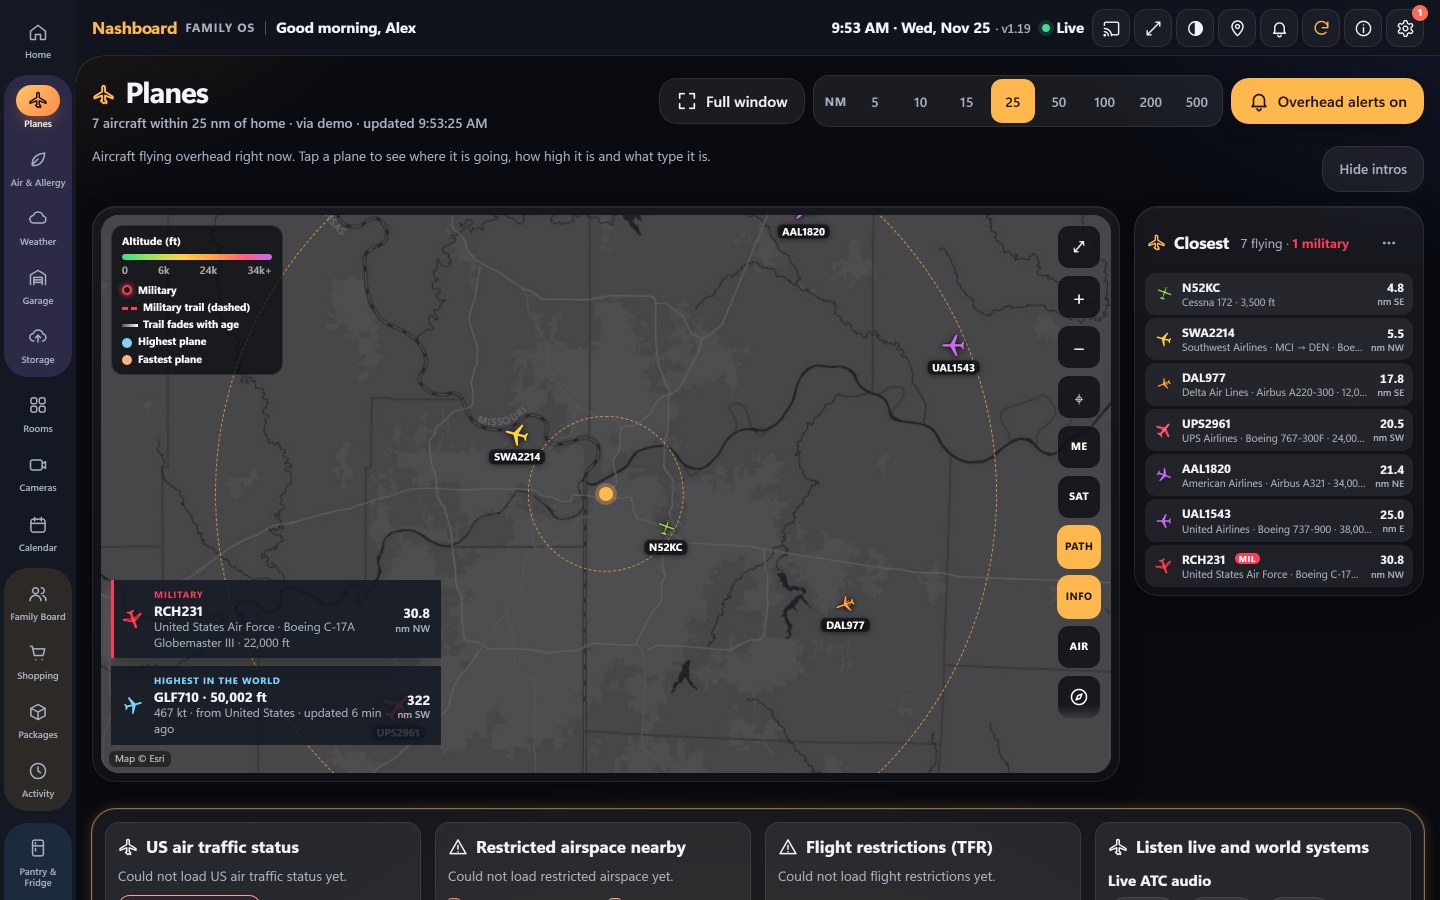 Nashboard FAMILY OS Good morning, Alex
9:53 AM · Wed, Nov 25 · v1.19 Live
1
Home
Planes
Air & Allergy
Weather
Garage
Storage
Rooms
Cameras
Calendar
Family Board
Shopping
Packages
Activity
Pantry & Fridge
Planes
7 aircraft within 25 nm of home · via demo · updated 9:53:25 AM
Full window
NM 5 10 15 25 50 100 200 500
Overhead alerts on
Aircraft flying overhead right now. Tap a plane to see where it is going, how high it is and what type it is.
Hide intros
Altitude (ft)
0 6k 24k 34k+
Military
Military trail (dashed)
Trail fades with age
Highest plane
Fastest plane
AAL1820
UAL1543
MISSOURI
SWA2214
N52KC
DAL977
UPS2961
+
−
ME
SAT
PATH
INFO
AIR
MILITARY
RCH231 30.8
United States Air Force · Boeing C-17A nm NW
Globemaster III · 22,000 ft
HIGHEST IN THE WORLD
GLF710 · 50,002 ft 322
467 kt · from United States · updated 6 min nm SW
ago
Map © Esri
Closest 7 flying · 1 military ···
N52KC 4.8
Cessna 172 · 3,500 ft nm SE
SWA2214 5.5
Southwest Airlines · MCI → DEN · Boe... nm NW
DAL977 17.8
Delta Air Lines · Airbus A220-300 · 12,0... nm SE
UPS2961 20.5
UPS Airlines · Boeing 767-300F · 24,00... nm SW
AAL1820 21.4
American Airlines · Airbus A321 · 34,00... nm NE
UAL1543 25.0
United Airlines · Boeing 737-900 · 38,00... nm E
RCH231 MIL 30.8
United States Air Force · Boeing C-17... nm NW
US air traffic status
Could not load US air traffic status yet.
Restricted airspace nearby
Could not load restricted airspace yet.
Flight restrictions (TFR)
Could not load flight restrictions yet.
Listen live and world systems
Live ATC audio